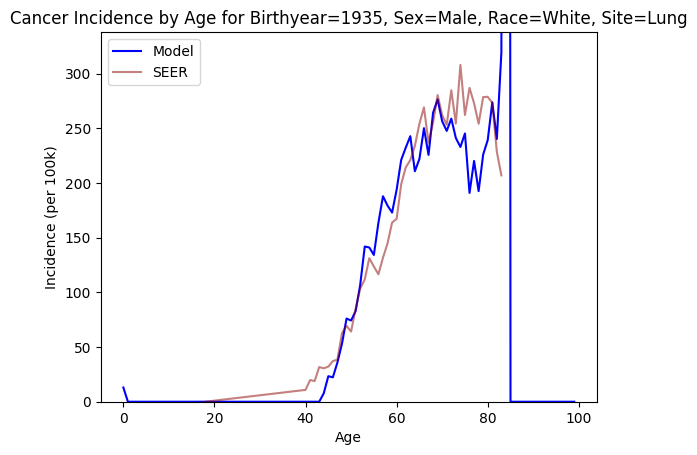 Cancer Incidence by Age for Birthyear=1935, Sex=Male, Race=White, Site=Lung
Model
SEER
Incidence (per 100k)
300
250
200
150
100
50
0
0 20 40 60 80 100
Age